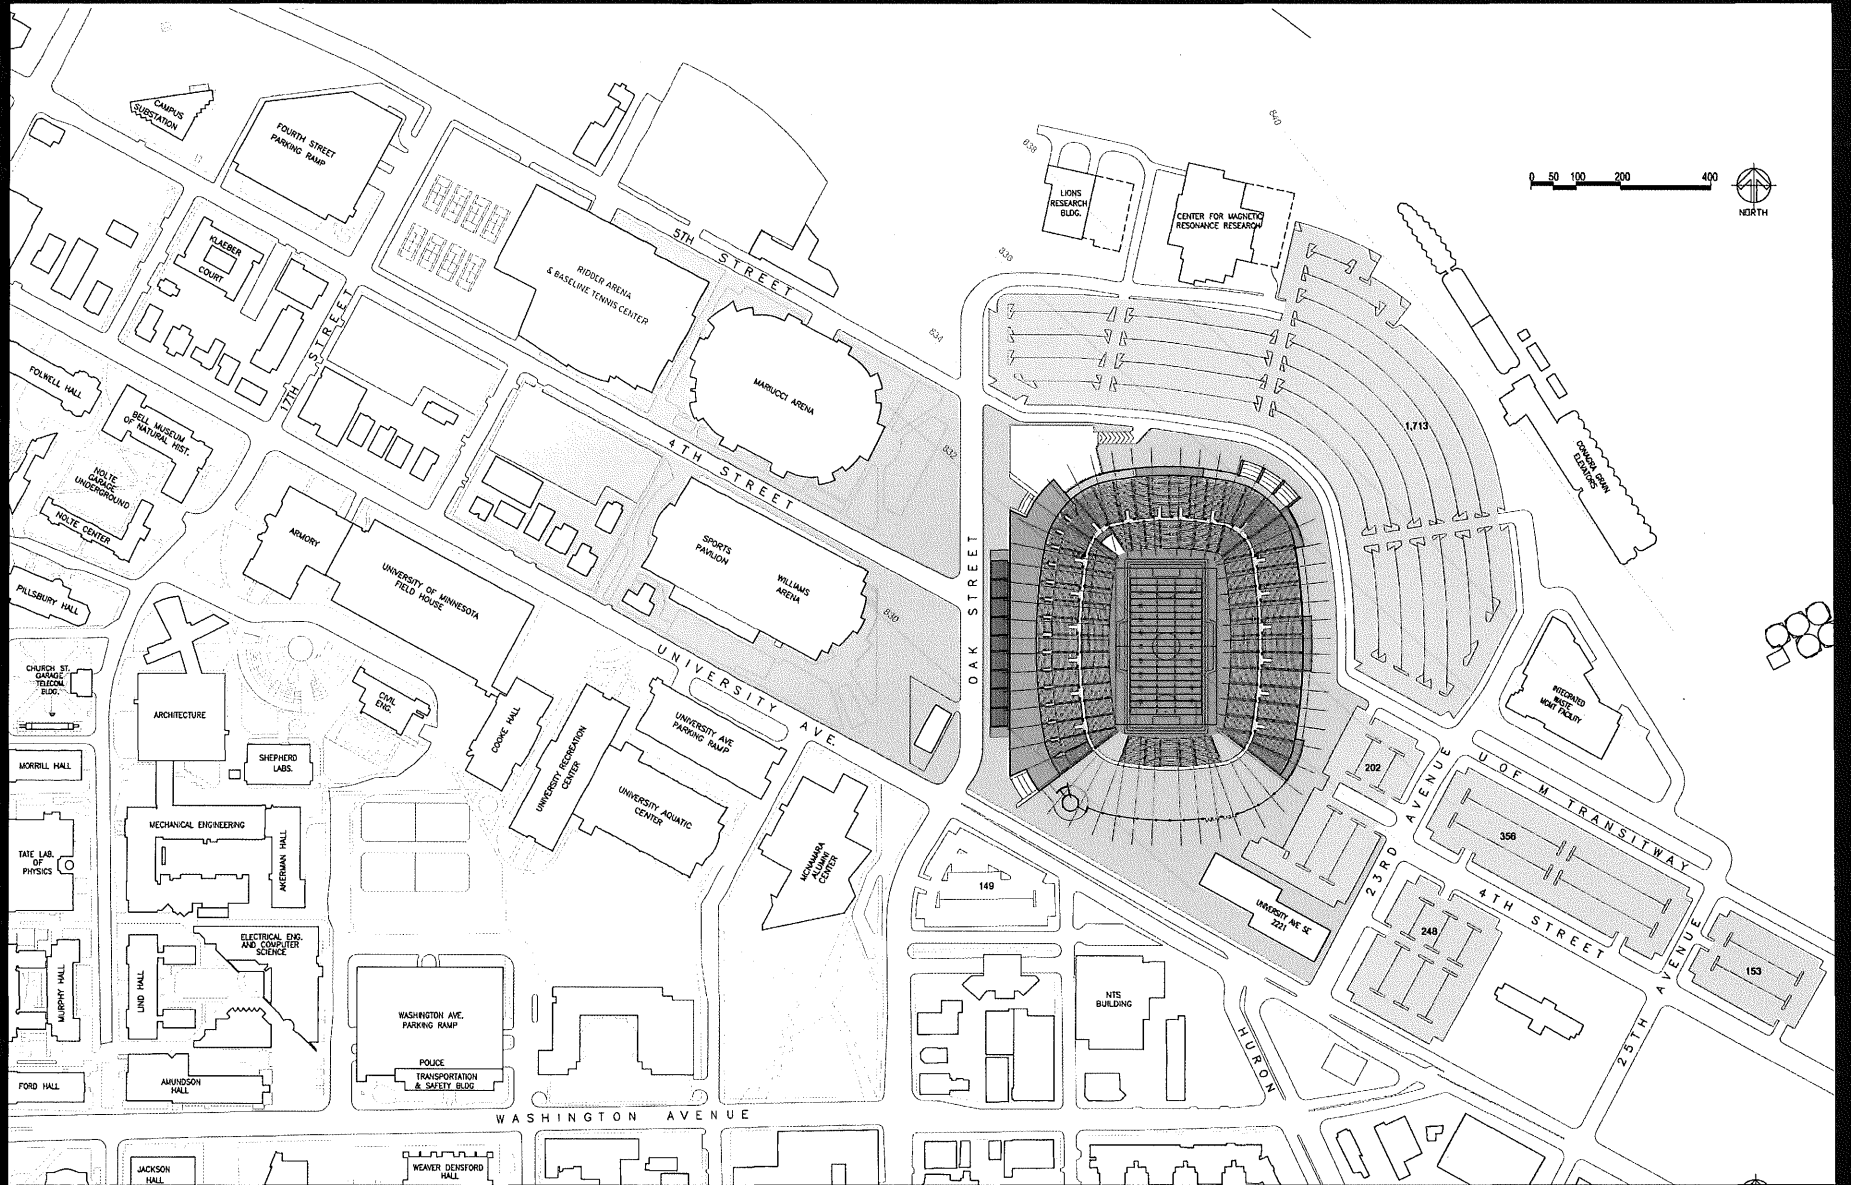 CAMPUS
SUBSTATION
FOURTH STREET
PARKING RAMP
KLAEBER
COURT
17TH STREET
5TH STREET
RIDDER ARENA
& BASELINE TENNIS CENTER
MARIUCCI ARENA
4TH STREET
SPORTS
PAVILION
WILLIAMS
ARENA
638
838
834
832
830
640
LIONS
RESEARCH
BLDG.
CENTER FOR MAGNETIC
RESONANCE RESEARCH
0 50 100 200 400
NORTH
1,713
CONAGRA GRAIN
ELEVATORS
FOLWELL HALL
BELL MUSEUM
OF NATURAL HIST.
NOLTE
GARAGE
UNDERGROUND
NOLTE CENTER
PILLSBURY HALL
ARMORY
UNIVERSITY OF MINNESOTA
FIELD HOUSE
OAK STREET
UNIVERSITY AVE.
CHURCH ST.
GARAGE
TELECOM.
BLDG.
ARCHITECTURE
CIVIL
ENG.
COOKE HALL
UNIVERSITY RECREATION
CENTER
UNIVERSITY AVE
PARKING RAMP
UNIVERSITY AQUATIC
CENTER
MCNAMARA
ALUMNI
CENTER
INTEGRATED
WASTE
MGMT FACILITY
MORRILL HALL
SHEPHERD
LABS.
MECHANICAL ENGINEERING
AKERMAN HALL
TATE LAB.
OF
PHYSICS
202
23RD AVENUE
U OF M TRANSITWAY
356
4TH STREET
248
149
UNIVERSITY AVE SE
2221
25TH AVENUE
153
ELECTRICAL ENG.
AND COMPUTER
SCIENCE
LIND HALL
MURPHY HALL
WASHINGTON AVE.
PARKING RAMP
POLICE
TRANSPORTATION
& SAFETY BLDG
NTS
BUILDING
HURON
FORD HALL
AMUNDSON
HALL
WASHINGTON AVENUE
JACKSON
HALL
WEAVER DENSFORD
HALL